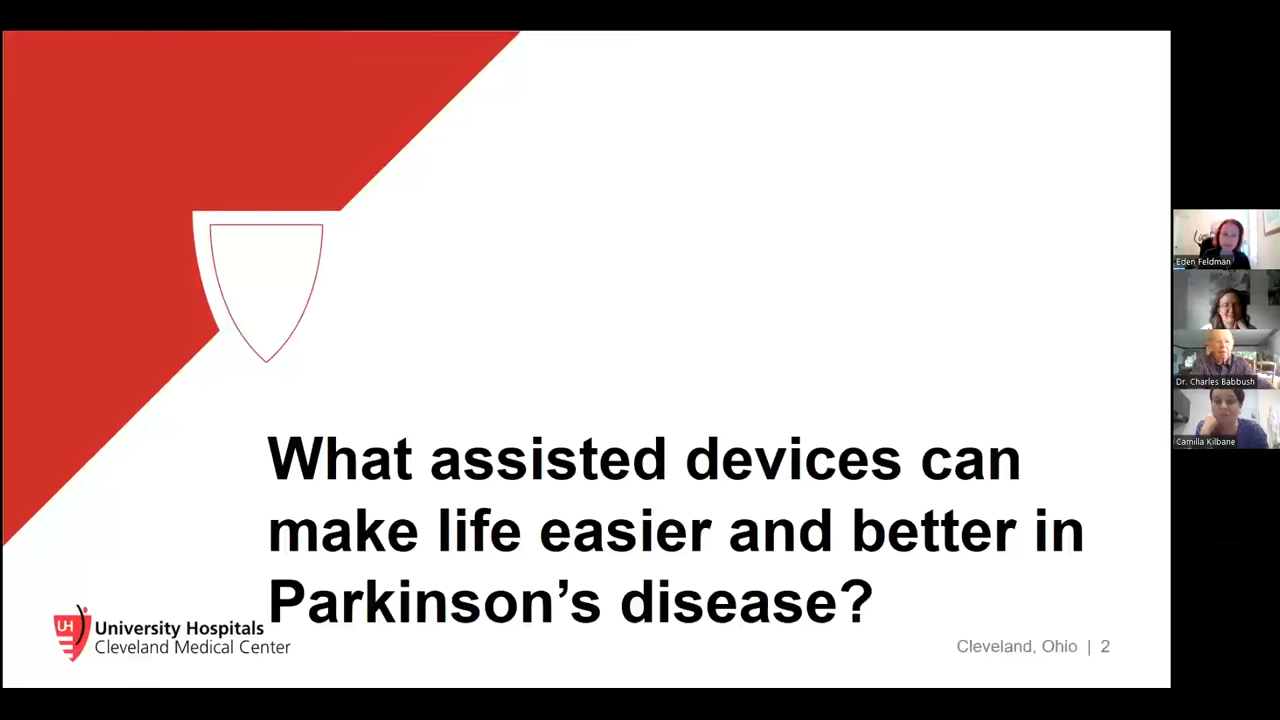 What assisted devices can
make life easier and better in
Parkinson's disease?
UH
University Hospitals
Cleveland Medical Center
Cleveland, Ohio | 2
Eden Feldman
Dr. Charles Babbush
Camilla Kilbane